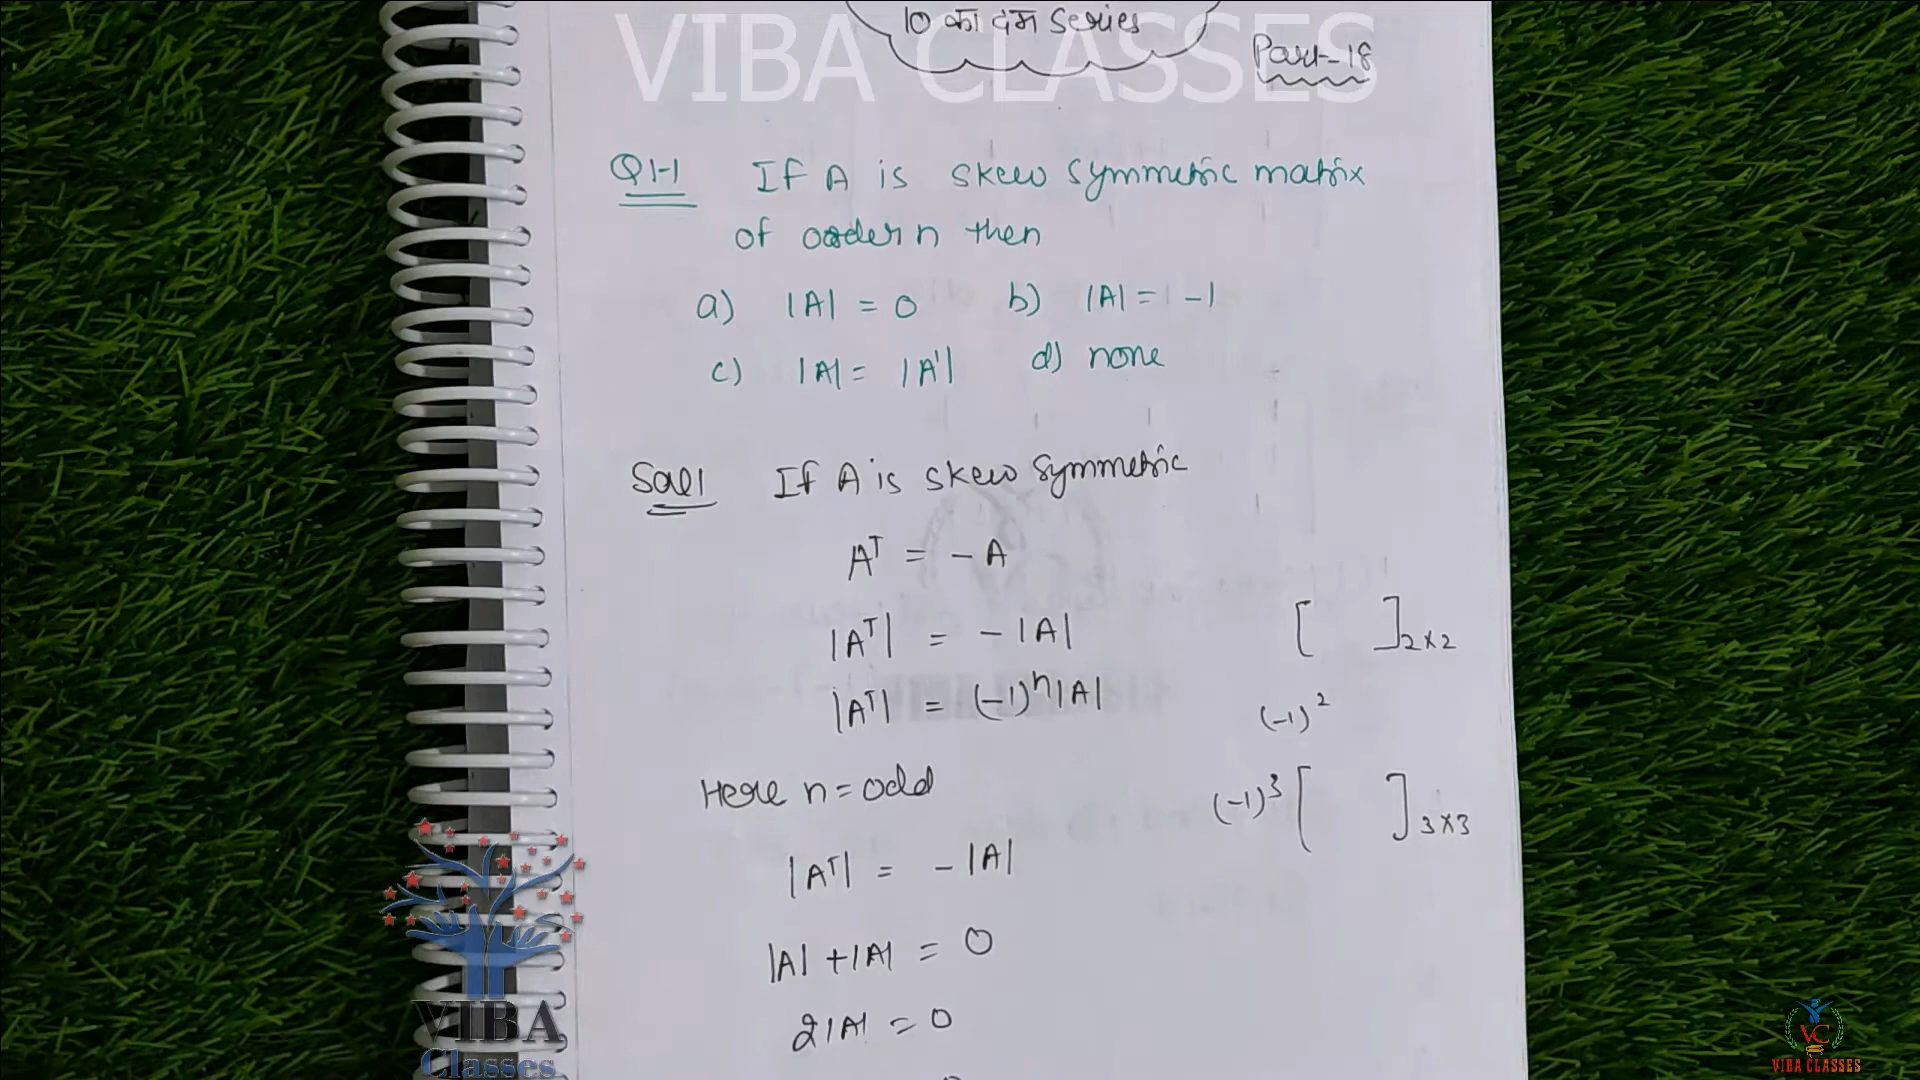 VIBA CLASSES
10 का दम Series
Part-18
Q1-1 If A is skew symmetric matrix
of order n then
a) |A| = 0 b) |A| = -1
c) |A| = |A'| d) none
Sol1 If A is skew symmetric
A^T = -A
|A^T| = -|A|
[ ]2×2
|A^T| = (-1)^n |A|
(-1)^2
Here n = odd
(-1)^3 [ ]3×3
|A^T| = -|A|
|A| + |A| = 0
2|A| = 0
VIBA
Classes
VC
VIBA CLASSES